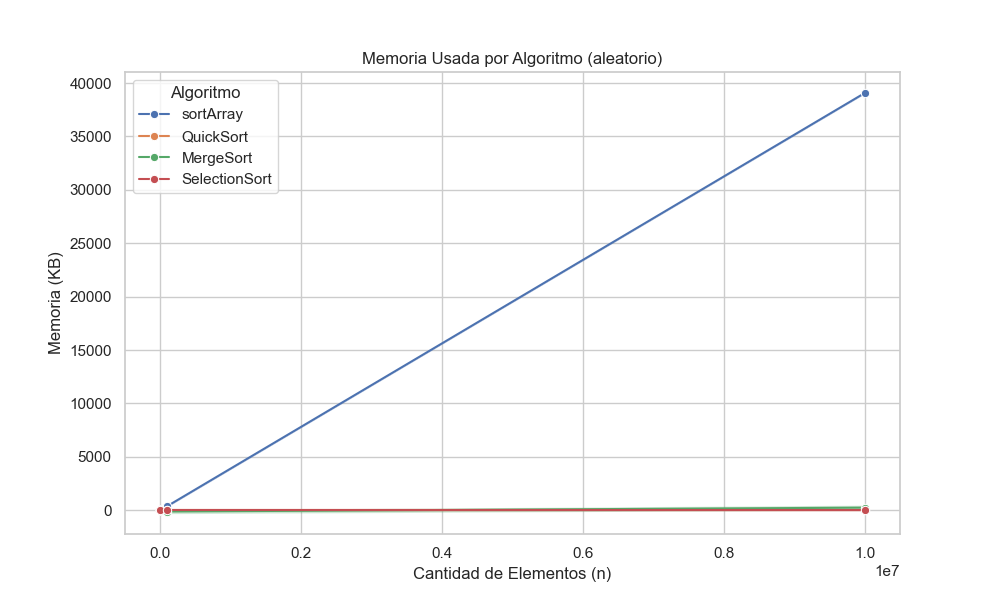 Memoria Usada por Algoritmo (aleatorio)
Algoritmo
sortArray
QuickSort
MergeSort
SelectionSort
Memoria (KB)
40000
35000
30000
25000
20000
15000
10000
5000
0
0.0 0.2 0.4 0.6 0.8 1.0
1e7
Cantidad de Elementos (n)